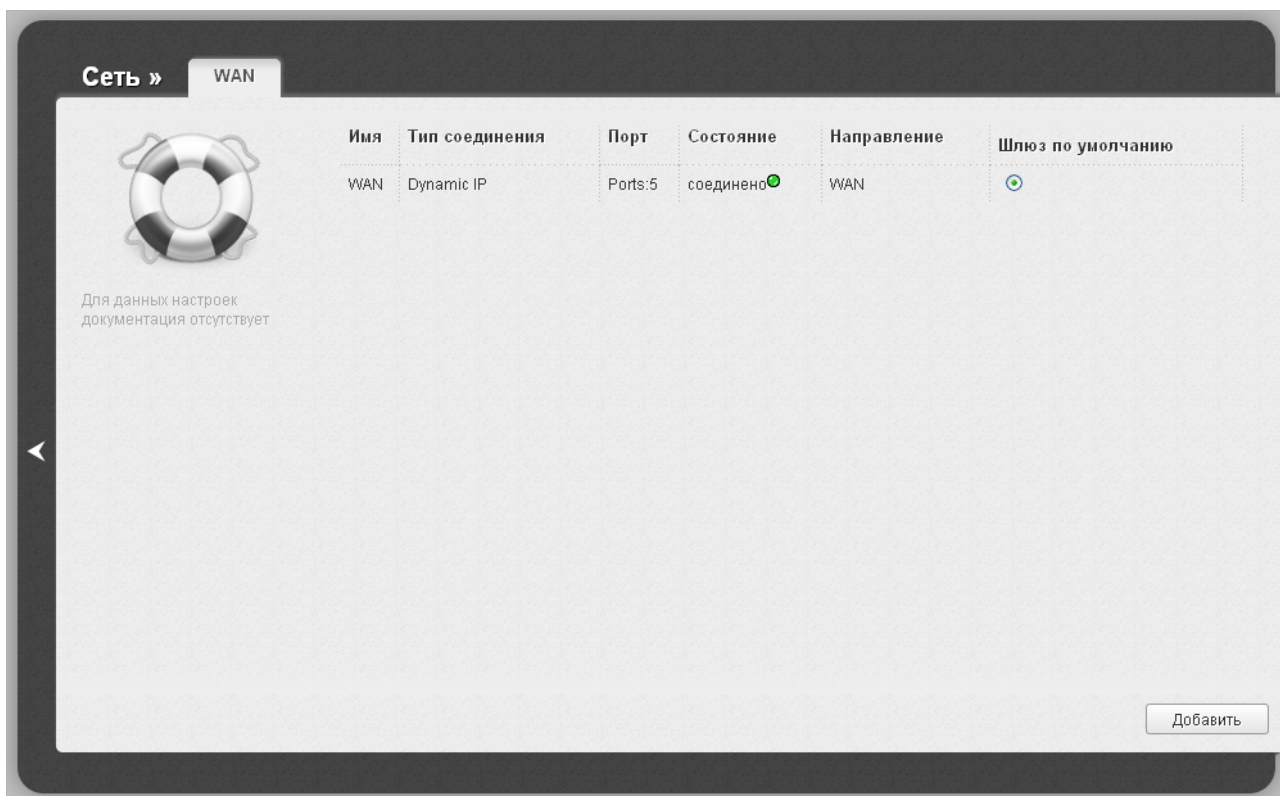 Сеть » WAN
Имя Тип соединения Порт Состояние Направление Шлюз по умолчанию
WAN Dynamic IP Ports:5 соединено WAN
Для данных настроек
документация отсутствует
Добавить